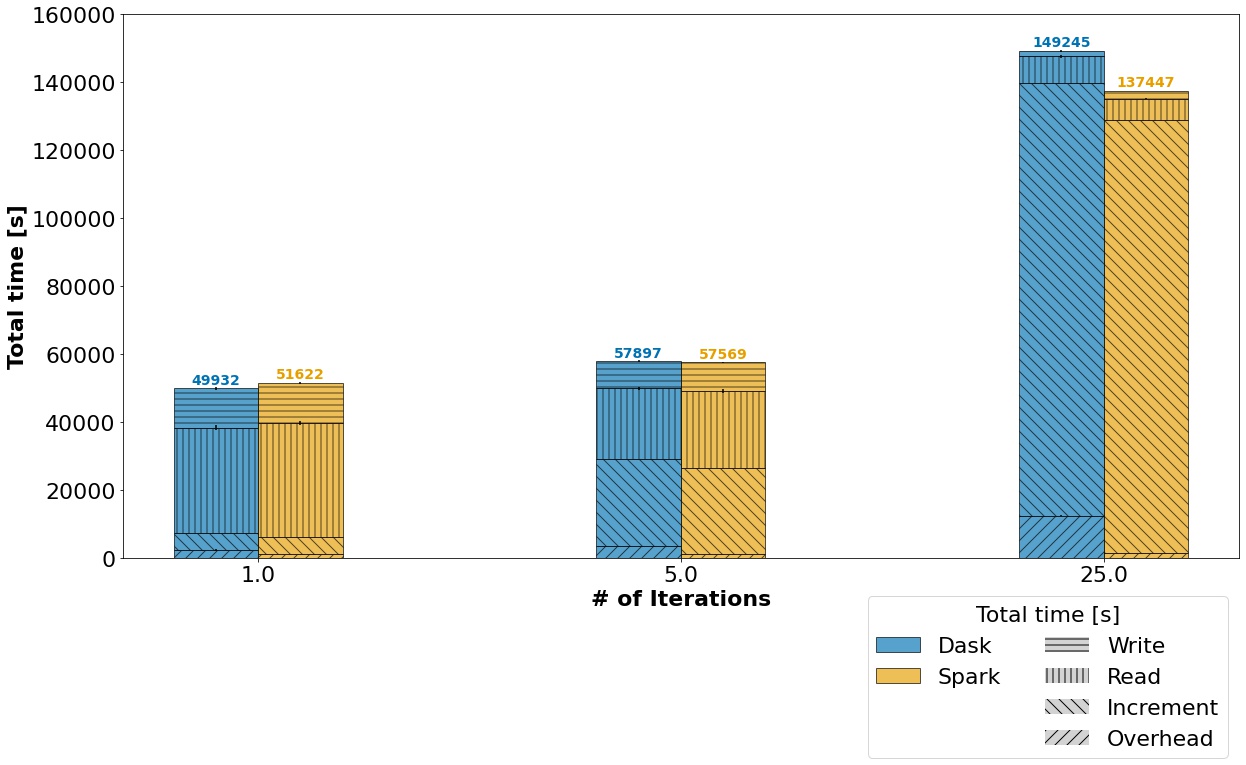 160000
140000
120000
100000
80000
60000
40000
20000
0
Total time [s]
49932
51622
57897
57569
149245
137447
1.0
5.0
25.0
# of Iterations
Total time [s]
Dask
Spark
Write
Read
Increment
Overhead